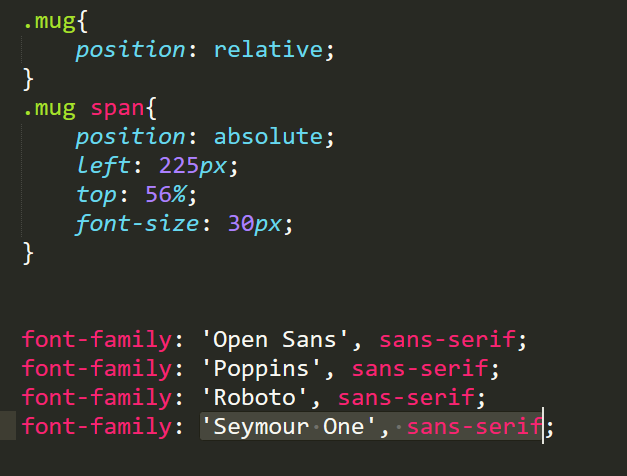 .mug{
position: relative;
}
.mug span{
position: absolute;
left: 225px;
top: 56%;
font-size: 30px;
}
font-family: 'Open Sans', sans-serif;
font-family: 'Poppins', sans-serif;
font-family: 'Roboto', sans-serif;
font-family: 'Seymour One', sans-serif;